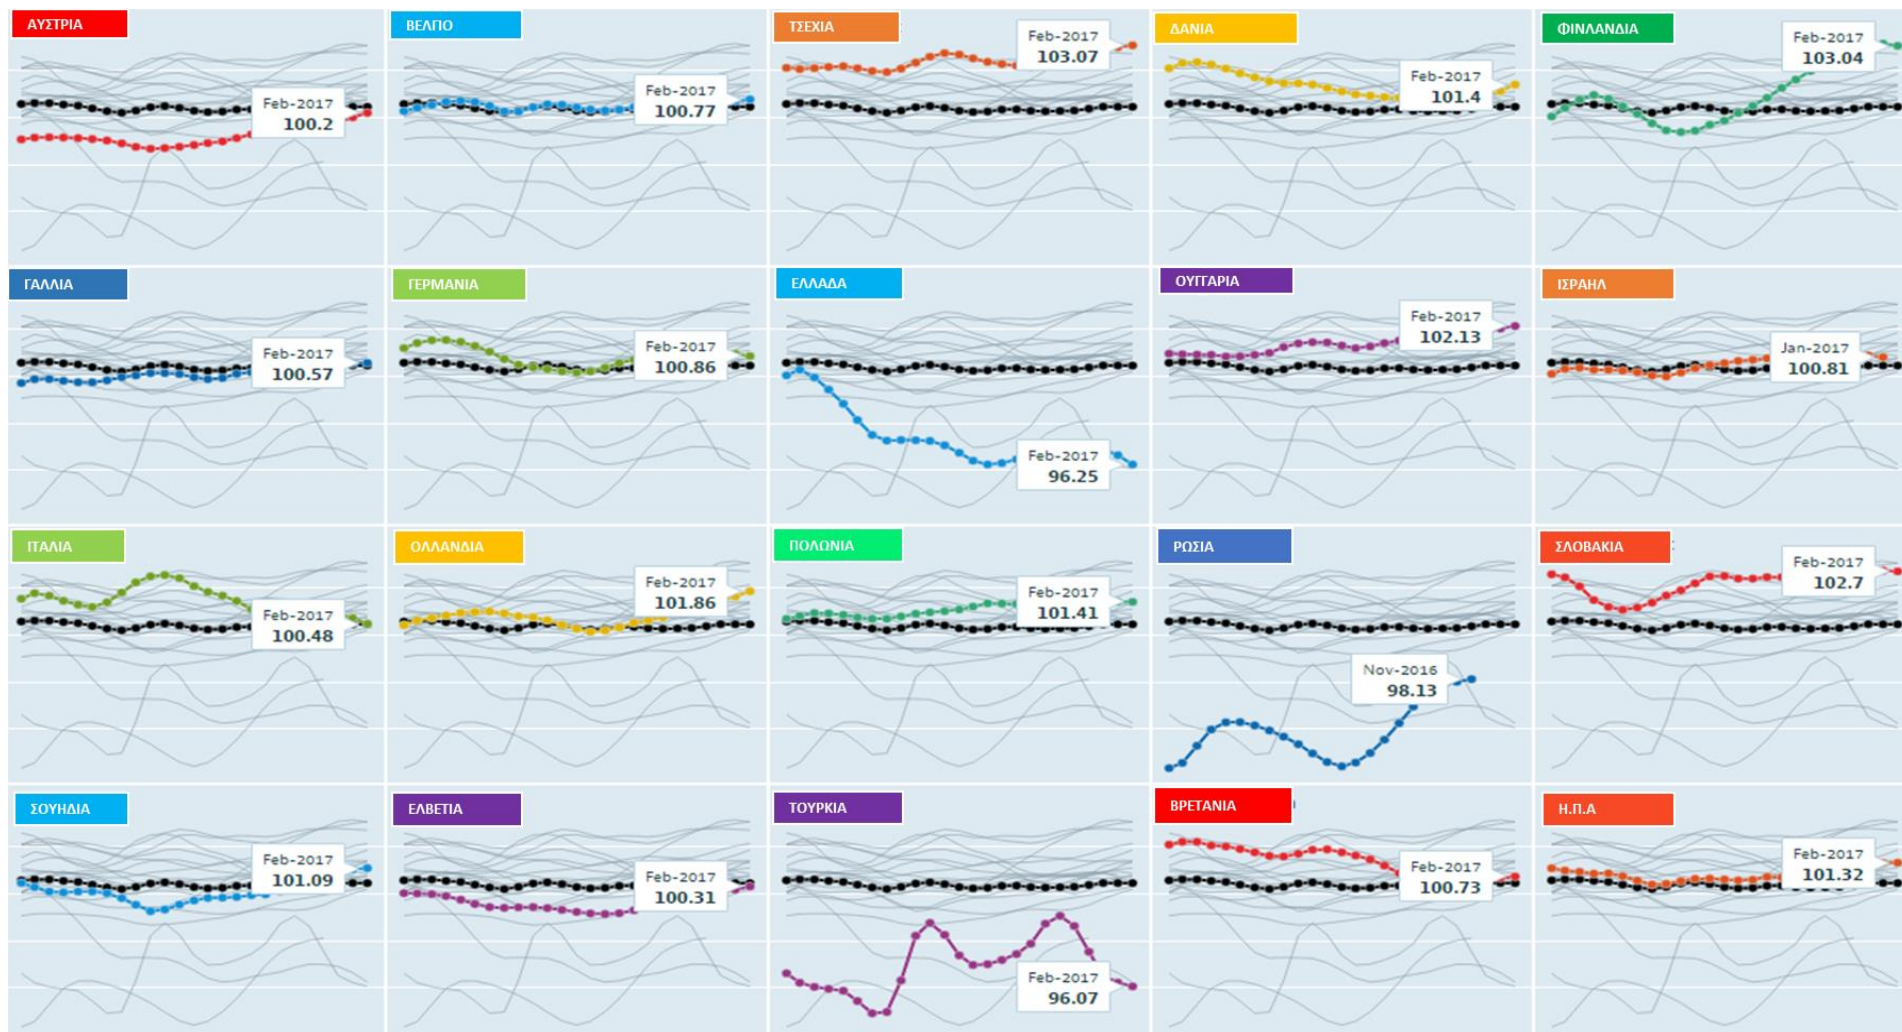 ΑΥΣΤΡΙΑ
Feb-2017
100.2
ΒΕΛΓΙΟ
Feb-2017
100.77
ΤΣΕΧΙΑ
Feb-2017
103.07
ΔΑΝΙΑ
Feb-2017
101.4
ΦΙΝΛΑΝΔΙΑ
Feb-2017
103.04
ΓΑΛΛΙΑ
Feb-2017
100.57
ΓΕΡΜΑΝΙΑ
Feb-2017
100.86
ΕΛΛΑΔΑ
Feb-2017
96.25
ΟΥΓΓΑΡΙΑ
Feb-2017
102.13
ΙΣΡΑΗΛ
Jan-2017
100.81
ΙΤΑΛΙΑ
Feb-2017
100.48
ΟΛΛΑΝΔΙΑ
Feb-2017
101.86
ΠΟΛΩΝΙΑ
Feb-2017
101.41
ΡΩΣΙΑ
Nov-2016
98.13
ΣΛΟΒΑΚΙΑ
Feb-2017
102.7
ΣΟΥΗΔΙΑ
Feb-2017
101.09
ΕΛΒΕΤΙΑ
Feb-2017
100.31
ΤΟΥΡΚΙΑ
Feb-2017
96.07
ΒΡΕΤΑΝΙΑ
Feb-2017
100.73
Η.Π.Α
Feb-2017
101.32